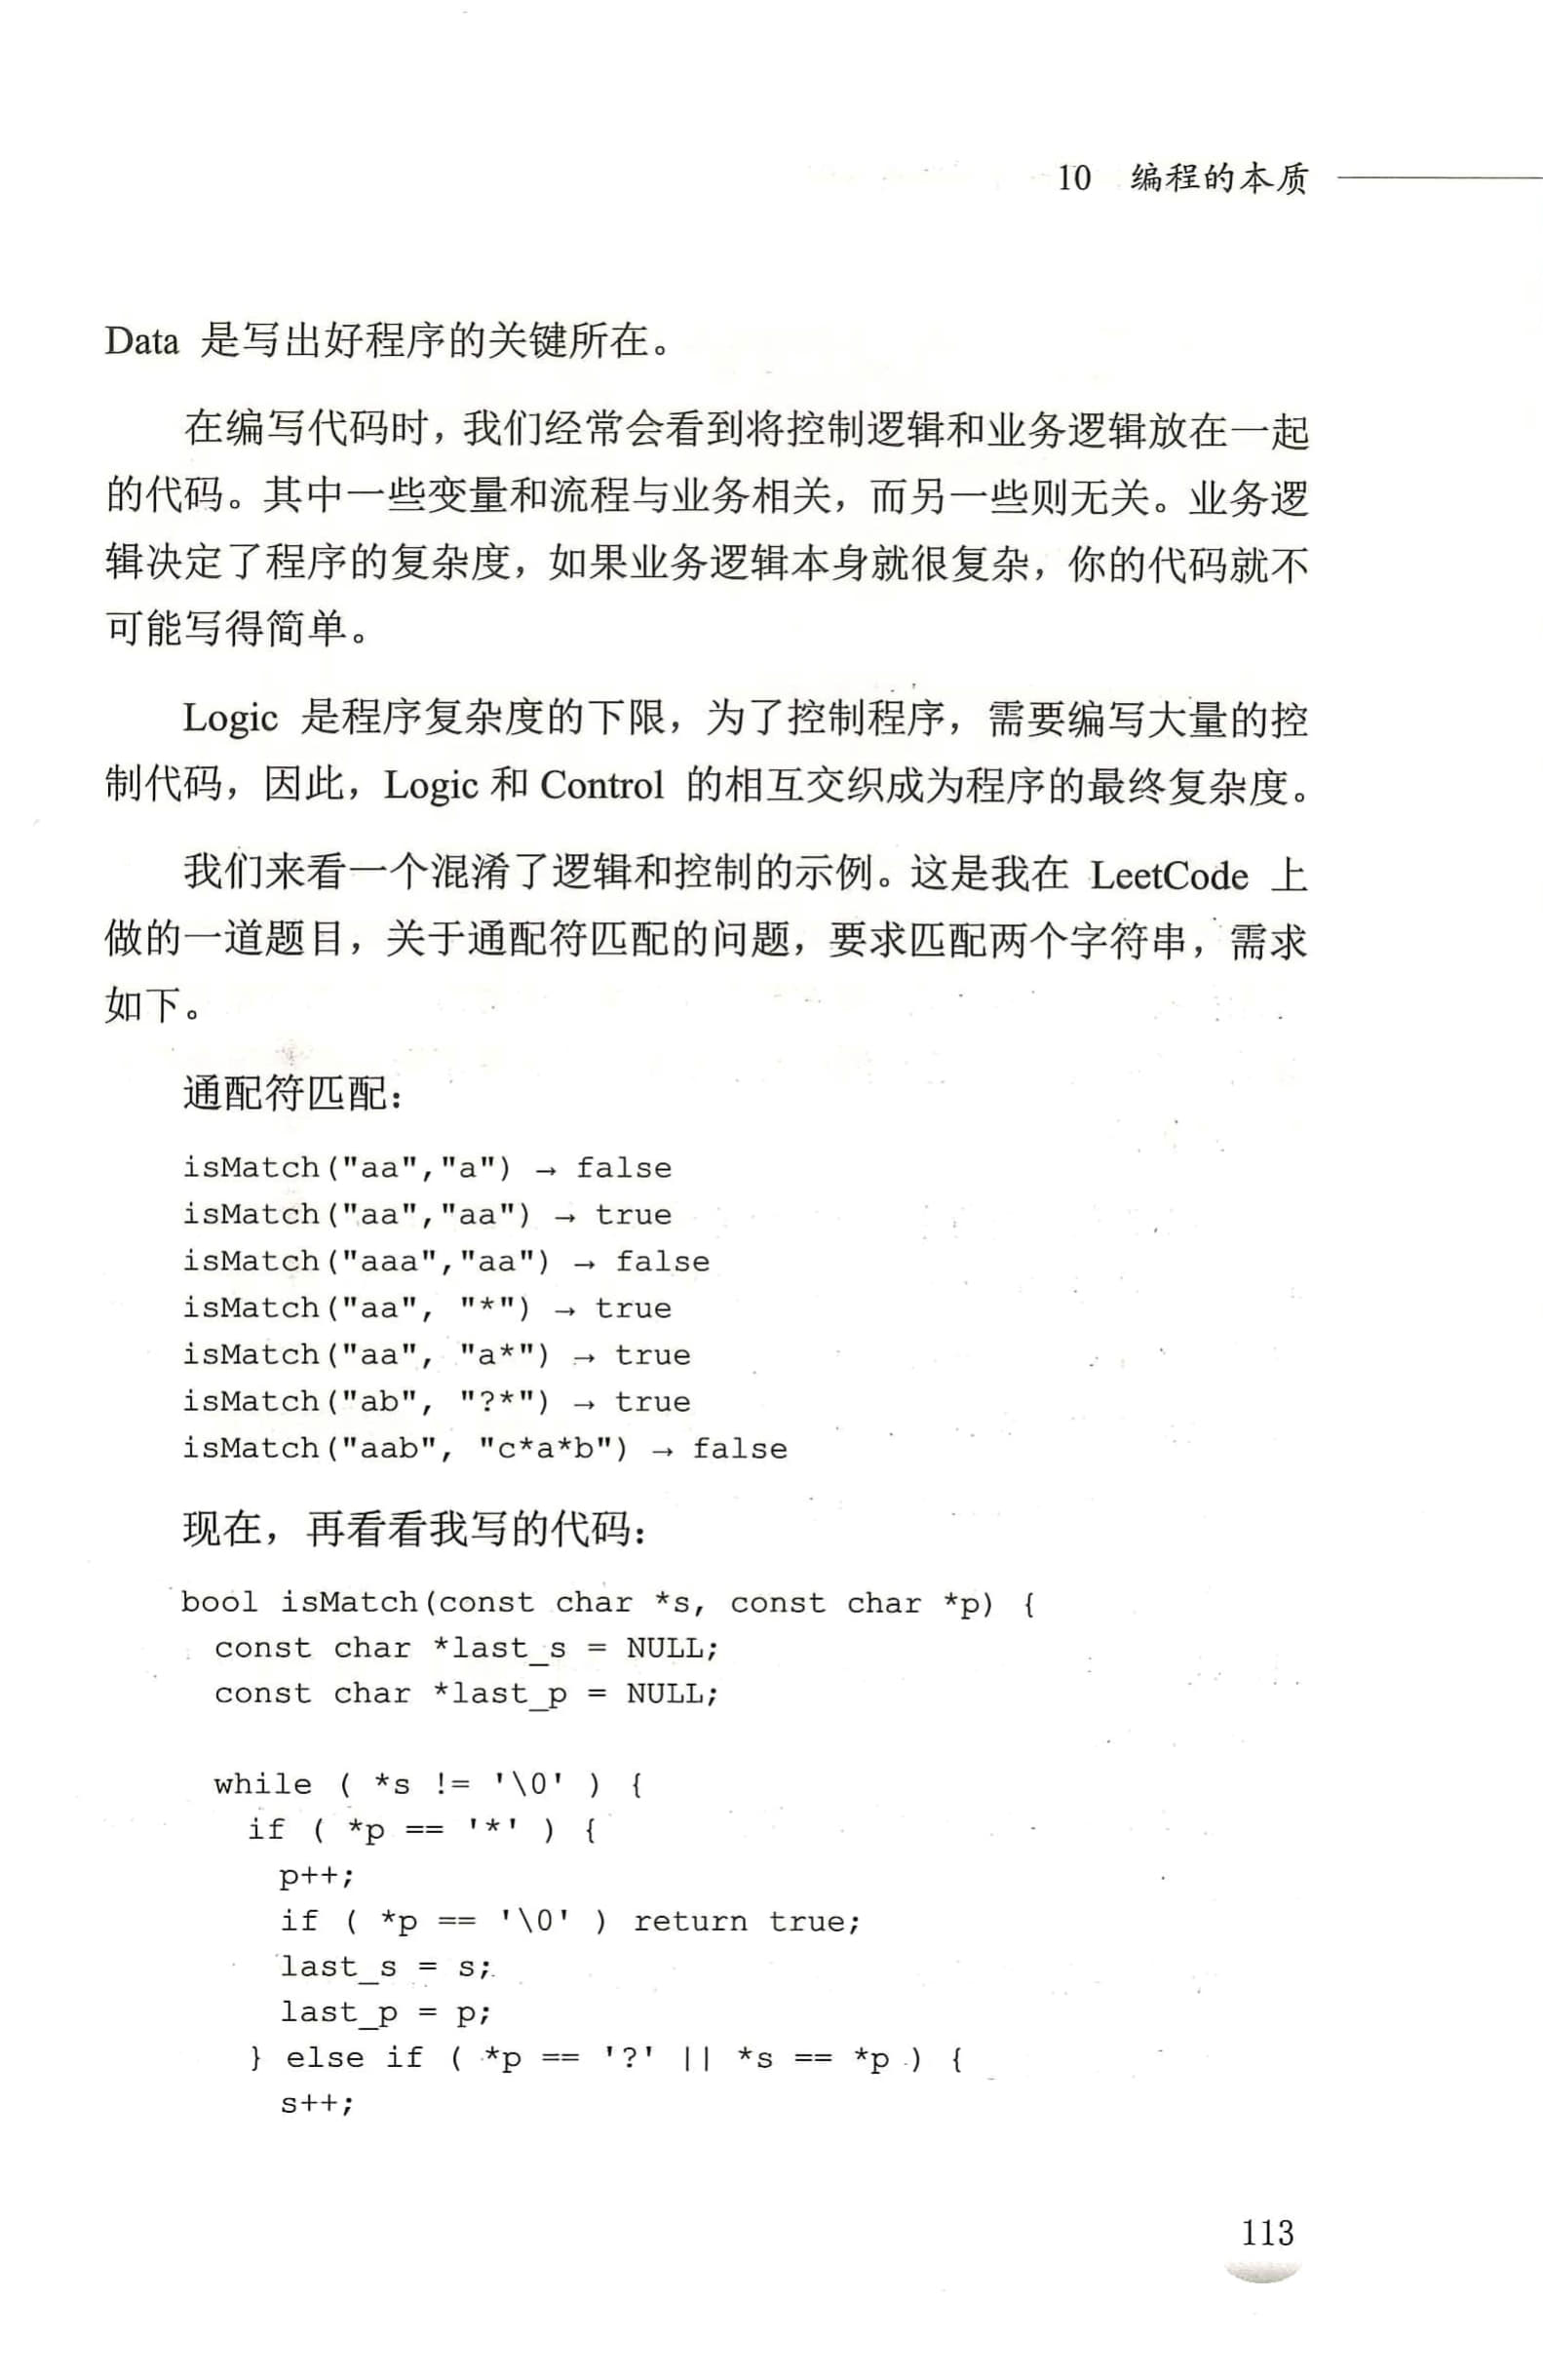 10 编程的本质
Data 是写出好程序的关键所在。
在编写代码时，我们经常会看到将控制逻辑和业务逻辑放在一起
的代码。其中一些变量和流程与业务相关，而另一些则无关。业务逻
辑决定了程序的复杂度，如果业务逻辑本身就很复杂，你的代码就不
可能写得简单。
Logic 是程序复杂度的下限，为了控制程序，需要编写大量的控
制代码，因此，Logic 和 Control 的相互交织成为程序的最终复杂度。
我们来看一个混淆了逻辑和控制的示例。这是我在 LeetCode 上
做的一道题目，关于通配符匹配的问题，要求匹配两个字符串，需求
如下。
通配符匹配：
isMatch("aa","a") → false
isMatch("aa","aa") → true
isMatch("aaa","aa") → false
isMatch("aa", "*") → true
isMatch("aa", "a*") → true
isMatch("ab", "?*") → true
isMatch("aab", "c*a*b") → false
现在，再看看我写的代码：
bool isMatch(const char *s, const char *p) {
const char *last_s = NULL;
const char *last_p = NULL;
while ( *s != '\0' ) {
if ( *p == '*' ) {
p++;
if ( *p == '\0' ) return true;
last_s = s;
last_p = p;
} else if ( *p == '?' || *s == *p ) {
s++;
113